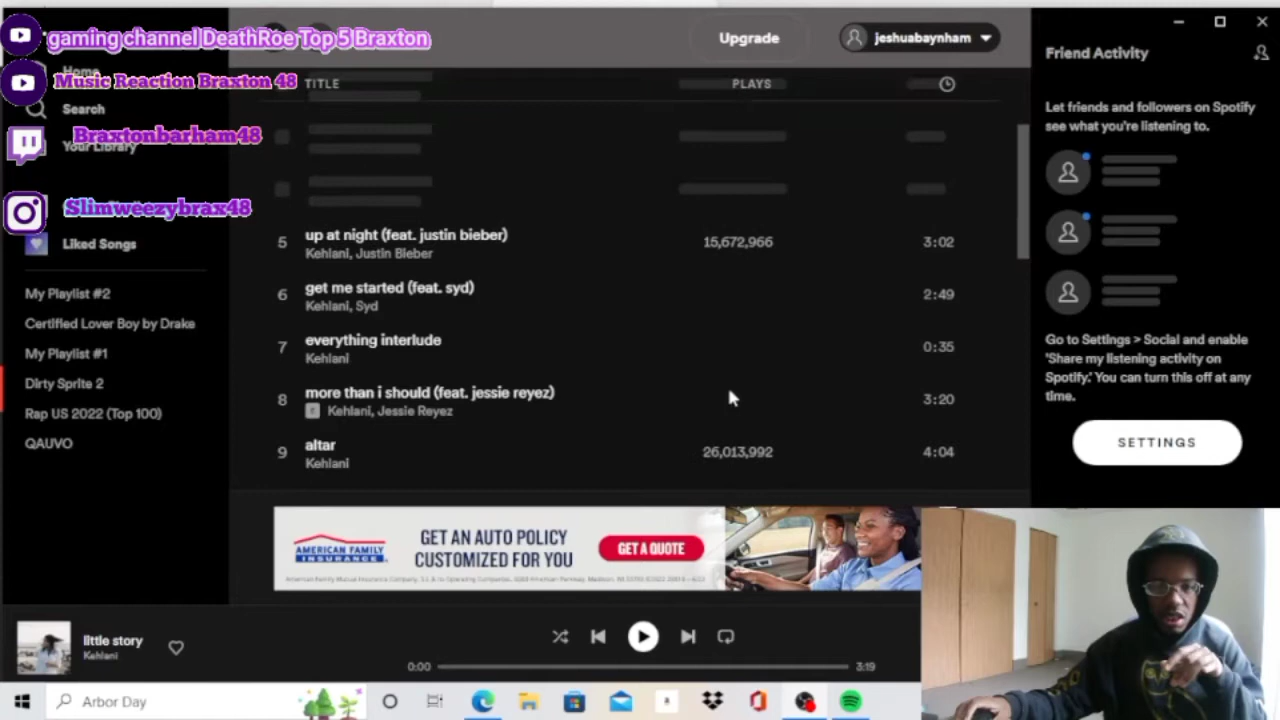 gaming channel DeathRoe Top 5 Braxton
Music Reaction Braxton 48
Braxtonbarham48
Slimweezybrax48
Home
Search
Your Library
Liked Songs
My Playlist #2
Certified Lover Boy by Drake
My Playlist #1
Dirty Sprite 2
Rap US 2022 (Top 100)
QAUVO
Upgrade
jeshuabaynham
TITLE PLAYS
5 up at night (feat. justin bieber) 15,672,966 3:02
Kehlani, Justin Bieber
6 get me started (feat. syd) 2:49
Kehlani, Syd
7 everything interlude 0:35
Kehlani
8 more than i should (feat. jessie reyez) 3:20
E Kehlani, Jessie Reyez
9 altar 26,013,992 4:04
Kehlani
Friend Activity
Let friends and followers on Spotify
see what you're listening to.
Go to Settings > Social and enable
'Share my listening activity on
Spotify.' You can turn this off at any
time.
SETTINGS
AMERICAN FAMILY
INSURANCE
GET AN AUTO POLICY
CUSTOMIZED FOR YOU
GET A QUOTE
little story
Kehlani
0:00 3:19
Arbor Day